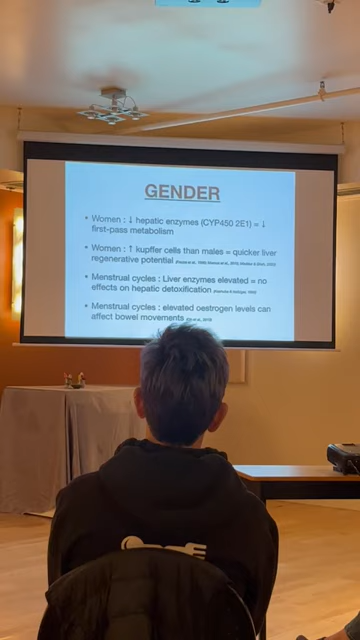 GENDER
• Women : ↓ hepatic enzymes (CYP450 2E1) = ↓
first-pass metabolism
• Women : ↑ kupffer cells than males = quicker liver
regenerative potential
• Menstrual cycles : Liver enzymes elevated = no
effects on hepatic detoxification
• Menstrual cycles : elevated oestrogen levels can
affect bowel movements